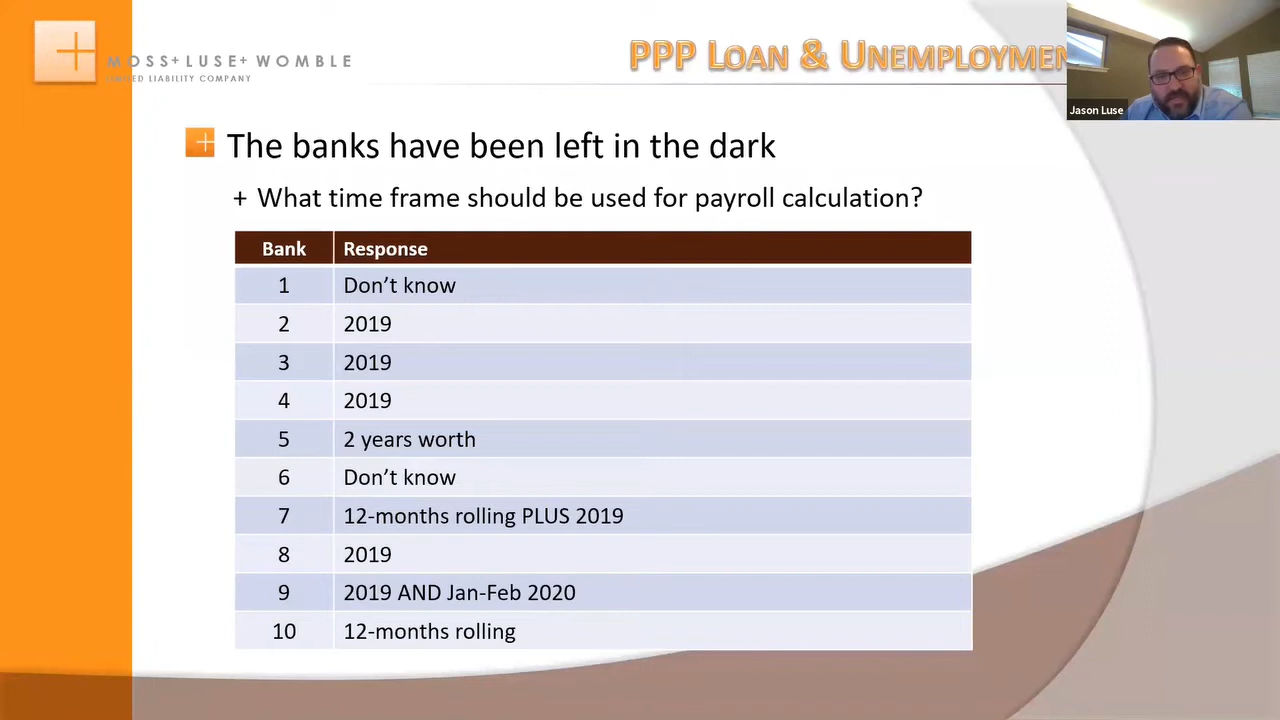 MOSS+LUSE+WOMBLE
LIMITED LIABILITY COMPANY
PPP LOAN & UNEMPLOYMEN
Jason Luse
The banks have been left in the dark
+ What time frame should be used for payroll calculation?
Bank Response
1 Don’t know
2 2019
3 2019
4 2019
5 2 years worth
6 Don’t know
7 12-months rolling PLUS 2019
8 2019
9 2019 AND Jan-Feb 2020
10 12-months rolling